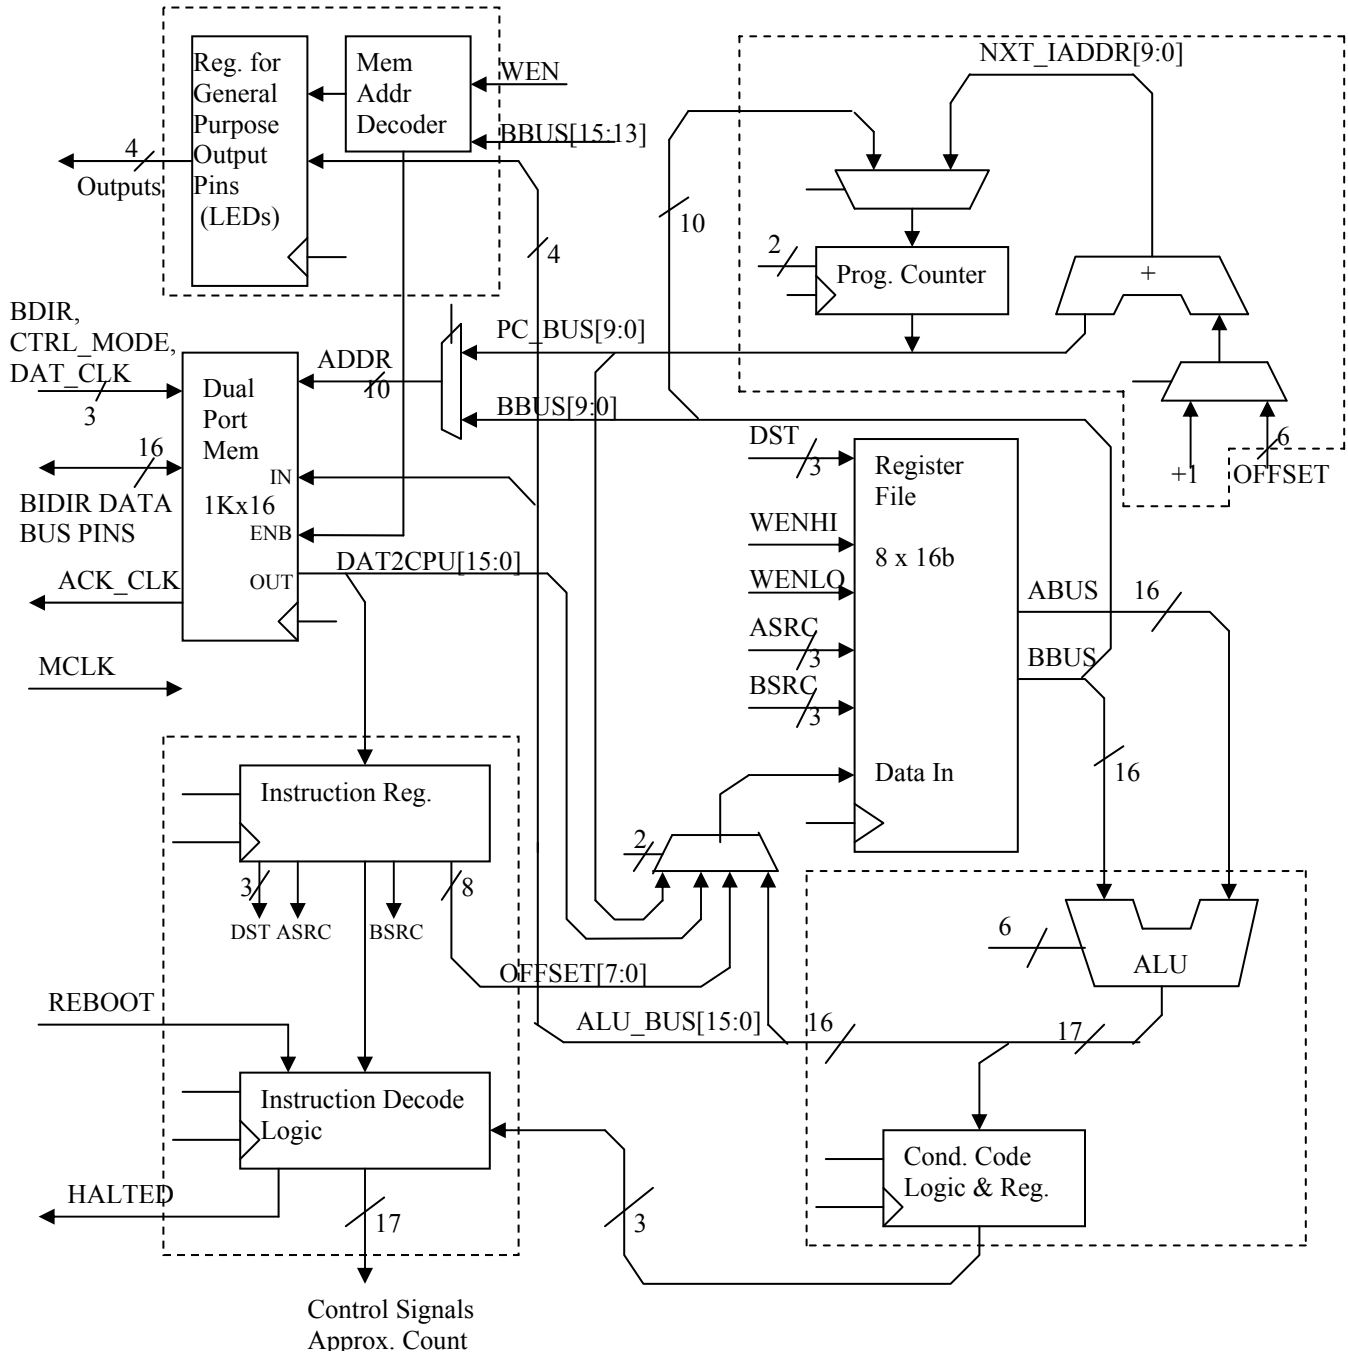 NXT_IADDR[9:0]
Reg. for
General
Purpose
Output
Pins
(LEDs)
Mem
Addr
Decoder
WEN
BBUS[15:13]
4
Outputs
4
10
2
Prog. Counter
+
BDIR,
CTRL_MODE,
DAT_CLK
3
16
BIDIR DATA
BUS PINS
ACK_CLK
MCLK
Dual
Port
Mem
IN
1Kx16
ENB
OUT
ADDR
10
PC_BUS[9:0]
BBUS[9:0]
+1
6
OFFSET
DAT2CPU[15:0]
DST
3
WENHI
WENLO
ASRC
3
BSRC
3
Register
File
8 x 16b
Data In
ABUS
16
BBUS
16
Instruction Reg.
3
8
DST ASRC
BSRC
2
OFFSET[7:0]
6
ALU
REBOOT
ALU_BUS[15:0]
16
17
Instruction Decode
Logic
HALTED
17
3
Cond. Code
Logic & Reg.
Control Signals
Approx. Count